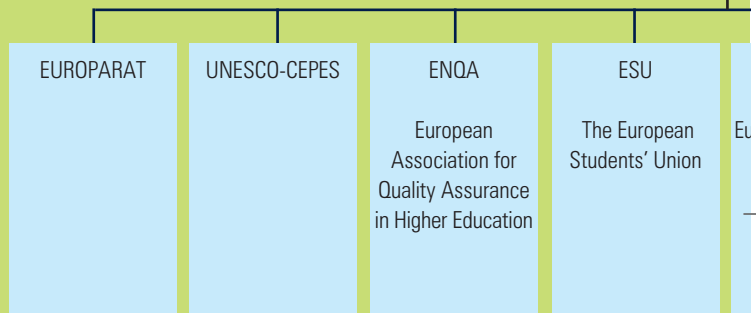 EUROPARAT
UNESCO-CEPES
ENQA
European
Association for
Quality Assurance
in Higher Education
ESU
The European
Students’ Union